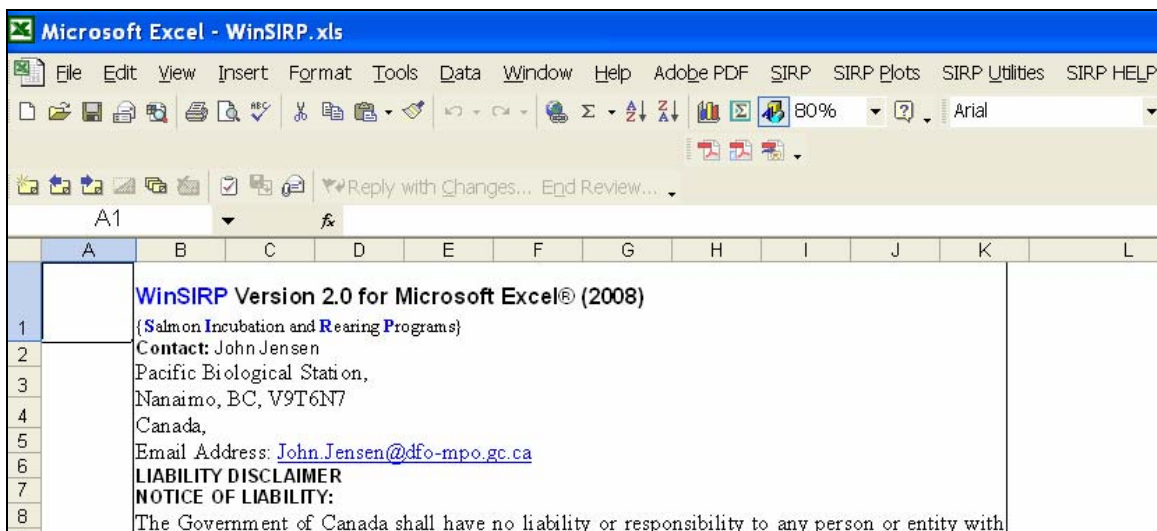 Microsoft Excel - WinSIRP.xls
File Edit View Insert Format Tools Data Window Help Adobe PDF SIRP SIRP Plots SIRP Utilities SIRP HELP
80% Arial
Reply with Changes... End Review...
A1 fx
A B C D E F G H I J K L
WinSIRP Version 2.0 for Microsoft Excel® (2008)
1 {Salmon Incubation and Rearing Programs}
2 Contact: John Jensen
3 Pacific Biological Station,
4 Nanaimo, BC, V9T6N7
5 Canada,
6 Email Address: John.Jensen@dfo-mpo.gc.ca
7 LIABILITY DISCLAIMER
NOTICE OF LIABILITY:
8 The Government of Canada shall have no liability or responsibility to any person or entity with